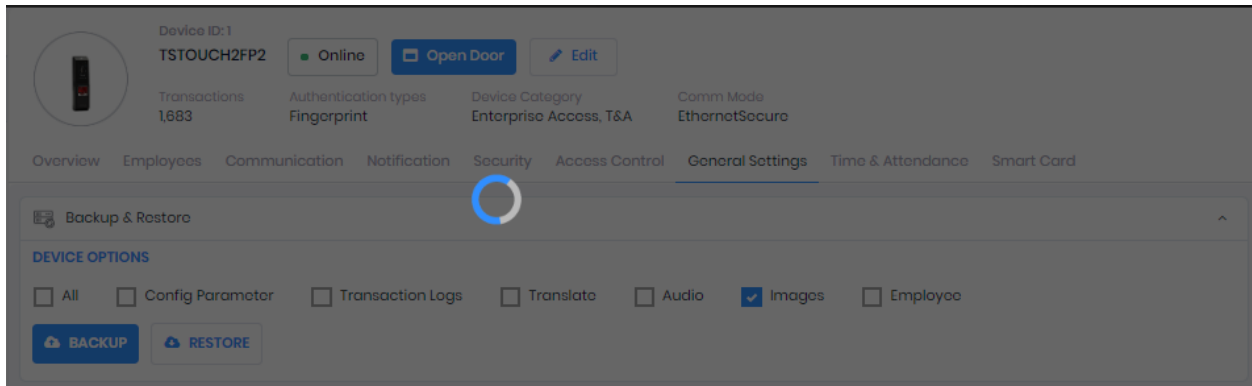 Device ID: 1
TSTOUCH2FP2 Online Open Door Edit
Transactions Authentication types Device Category Comm Mode
1,683 Fingerprint Enterprise Access, T&A EthernetSecure
Overview Employees Communication Notification Security Access Control General Settings Time & Attendance Smart Card
Backup & Restore
DEVICE OPTIONS
All Config Parameter Transaction Logs Translate Audio Images Employee
BACKUP RESTORE